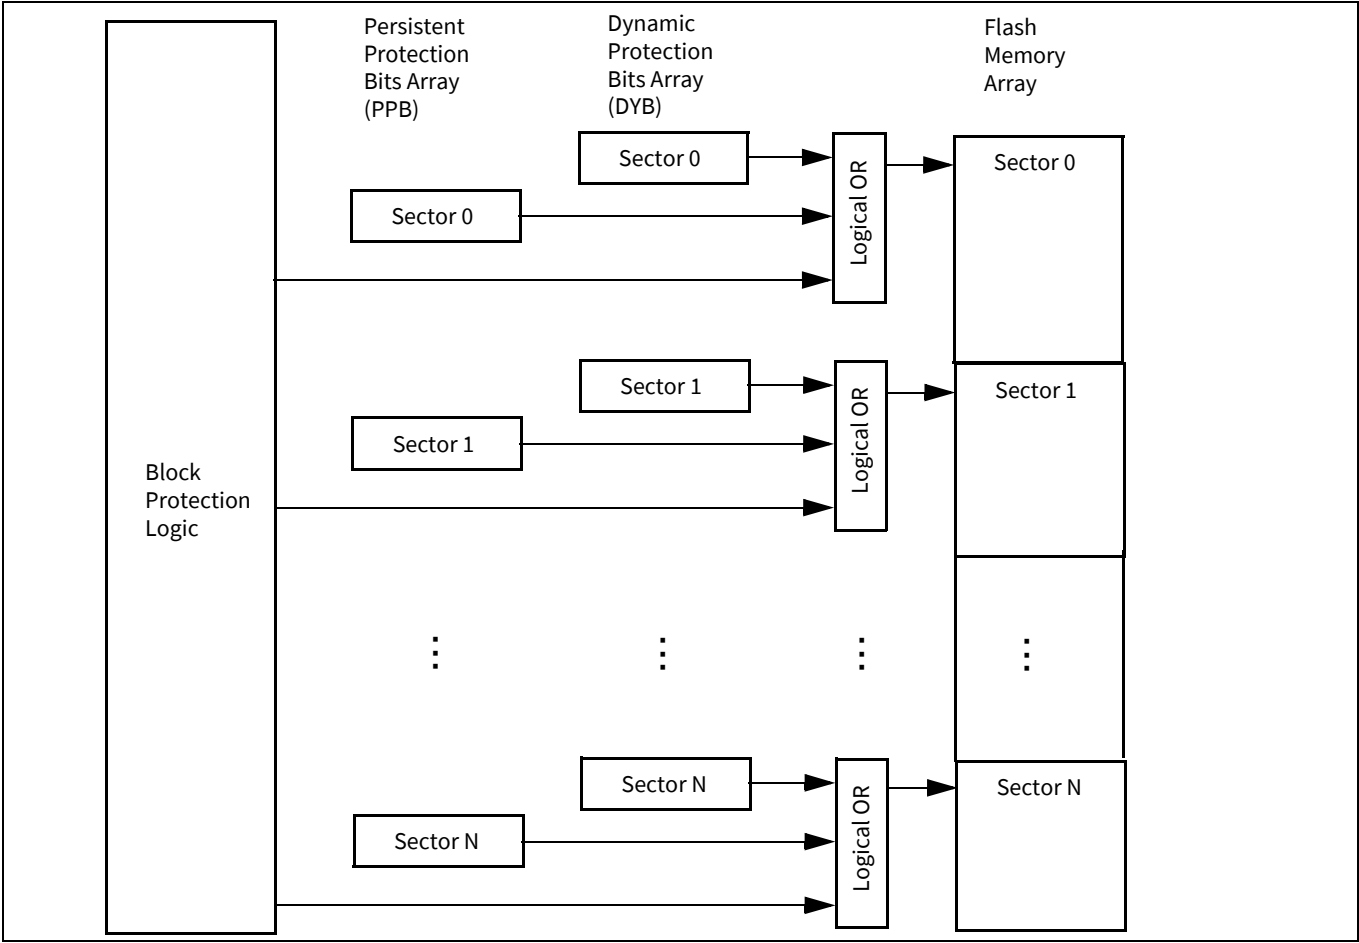 Persistent
Protection
Bits Array
(PPB)
Dynamic
Protection
Bits Array
(DYB)
Flash
Memory
Array
Sector 0
Sector 0
Logical OR
Sector 0
Sector 1
Sector 1
Logical OR
Sector 1
Block
Protection
Logic
Sector N
Sector N
Logical OR
Sector N